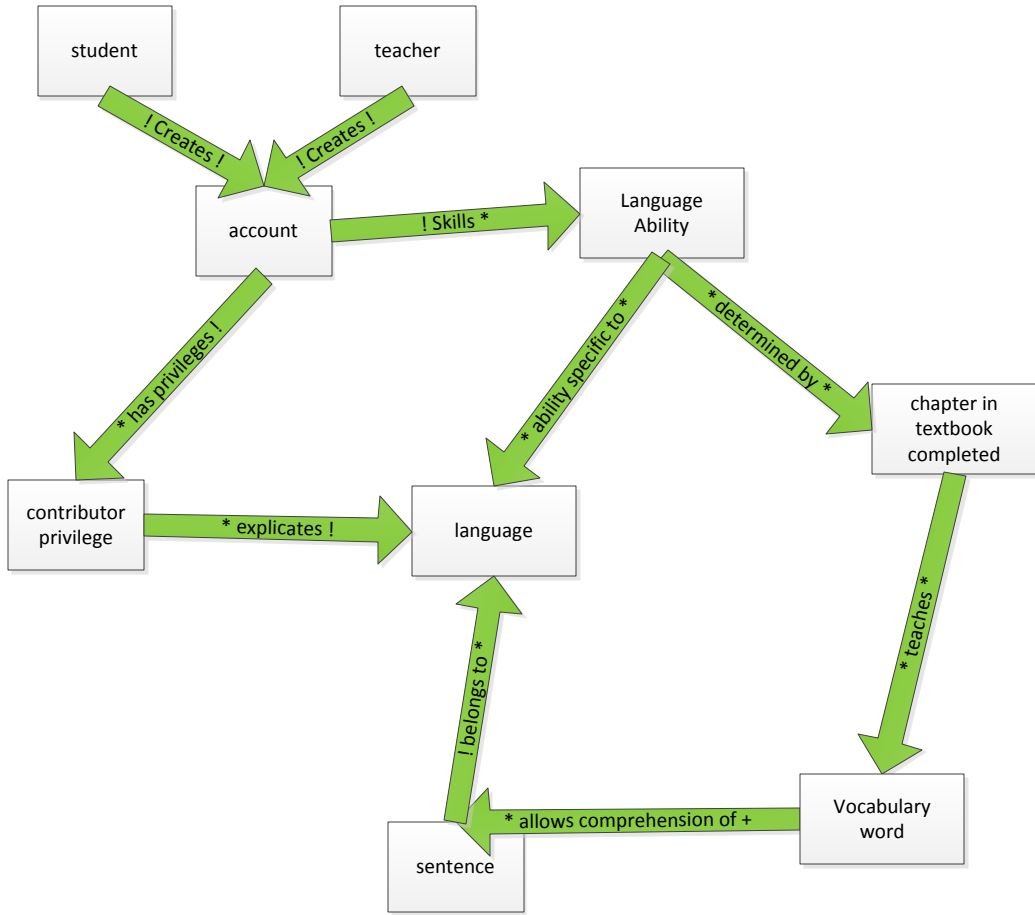 student
teacher
! Creates !
! Creates !
account
! Skills *
Language
Ability
* has privileges !
* ability specific to *
* determined by *
chapter in
textbook
completed
contributor
privilege
* explicates !
language
* teaches *
! belongs to *
* allows comprehension of +
Vocabulary
word
sentence